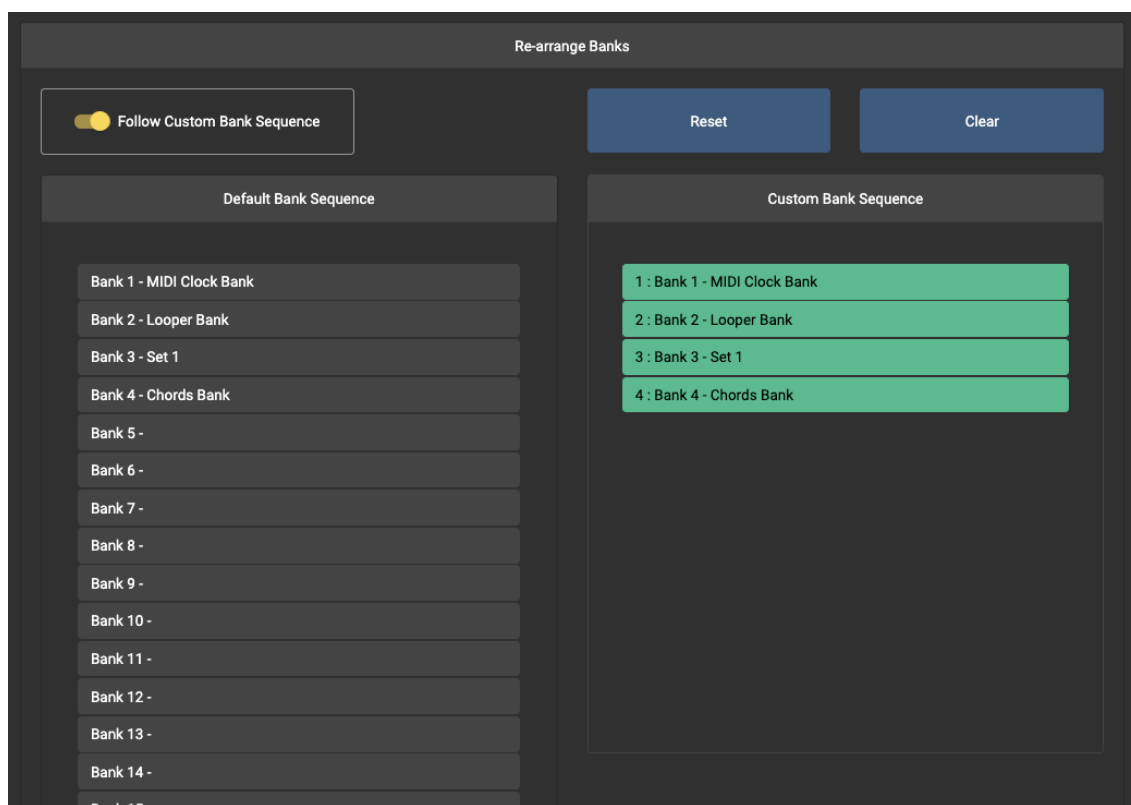 Re-arrange Banks
Follow Custom Bank Sequence
Reset
Clear
Default Bank Sequence
Bank 1 - MIDI Clock Bank
Bank 2 - Looper Bank
Bank 3 - Set 1
Bank 4 - Chords Bank
Bank 5 -
Bank 6 -
Bank 7 -
Bank 8 -
Bank 9 -
Bank 10 -
Bank 11 -
Bank 12 -
Bank 13 -
Bank 14 -
Custom Bank Sequence
1 : Bank 1 - MIDI Clock Bank
2 : Bank 2 - Looper Bank
3 : Bank 3 - Set 1
4 : Bank 4 - Chords Bank